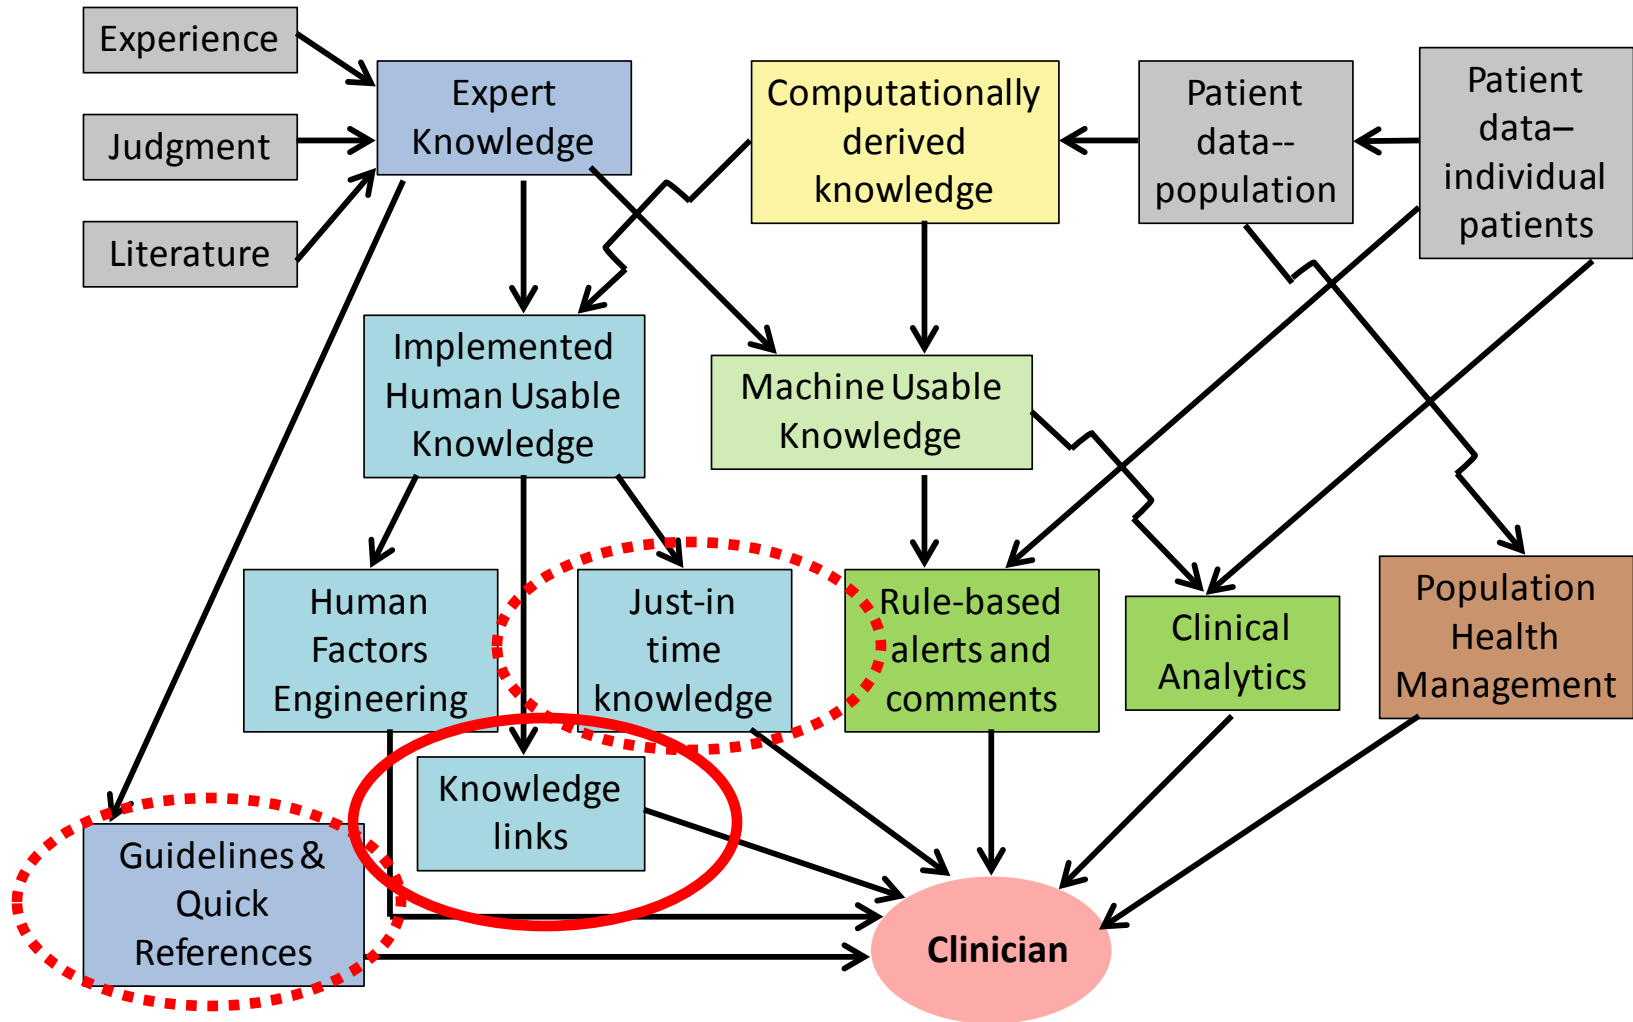 Experience
Judgment
Literature
Expert
Knowledge
Computationally
derived
knowledge
Patient
data--
population
Patient
data–
individual
patients
Implemented
Human Usable
Knowledge
Machine Usable
Knowledge
Human
Factors
Engineering
Just-in
time
knowledge
Rule-based
alerts and
comments
Clinical
Analytics
Population
Health
Management
Knowledge
links
Guidelines &
Quick
References
Clinician